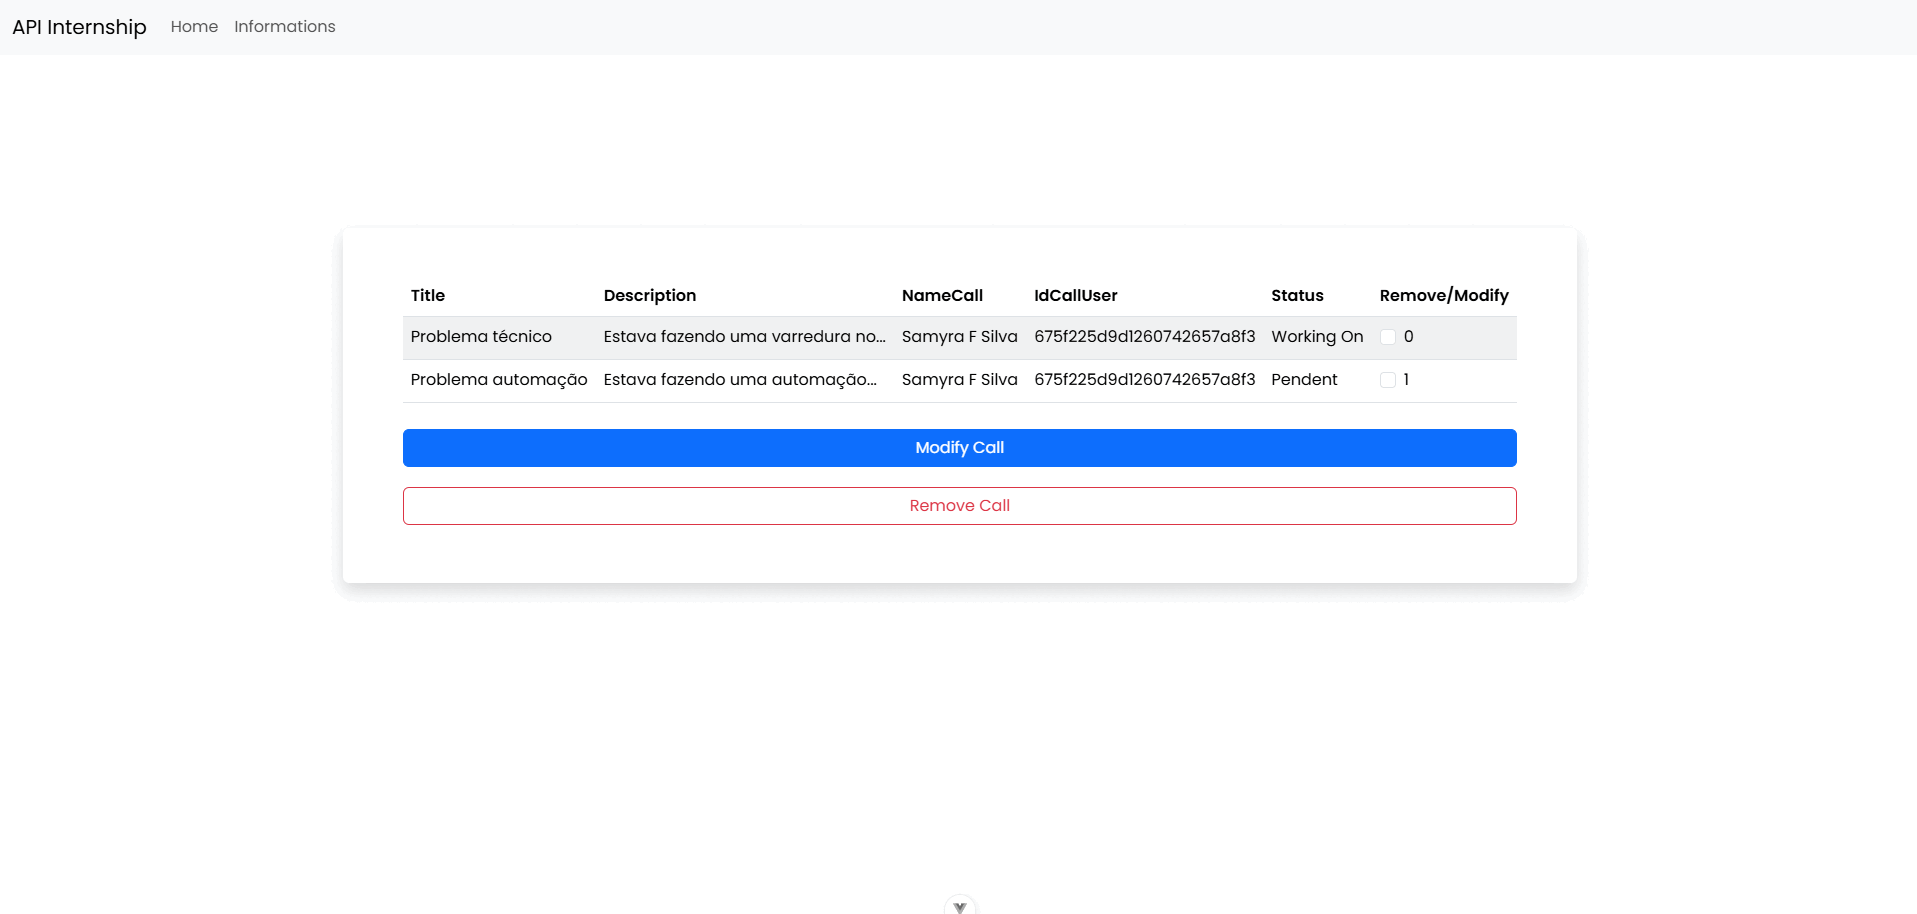 API Internship Home Informations
Title Description NameCall IdCallUser Status Remove/Modify
Problema técnico Estava fazendo uma varredura no... Samyra F Silva 675f225d9d1260742657a8f3 Working On 0
Problema automação Estava fazendo uma automação... Samyra F Silva 675f225d9d1260742657a8f3 Pendent 1
Modify Call
Remove Call